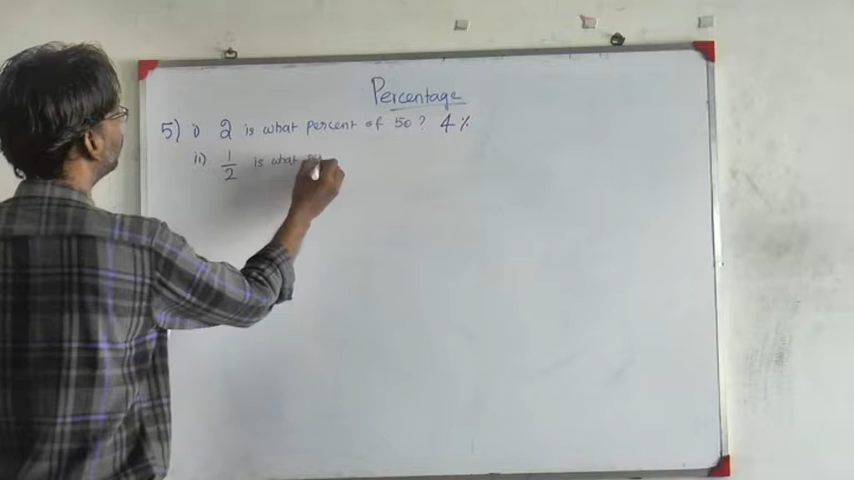 Percentage
5) i) 2 is what percent of 50? 4%
ii) 1/2 is what